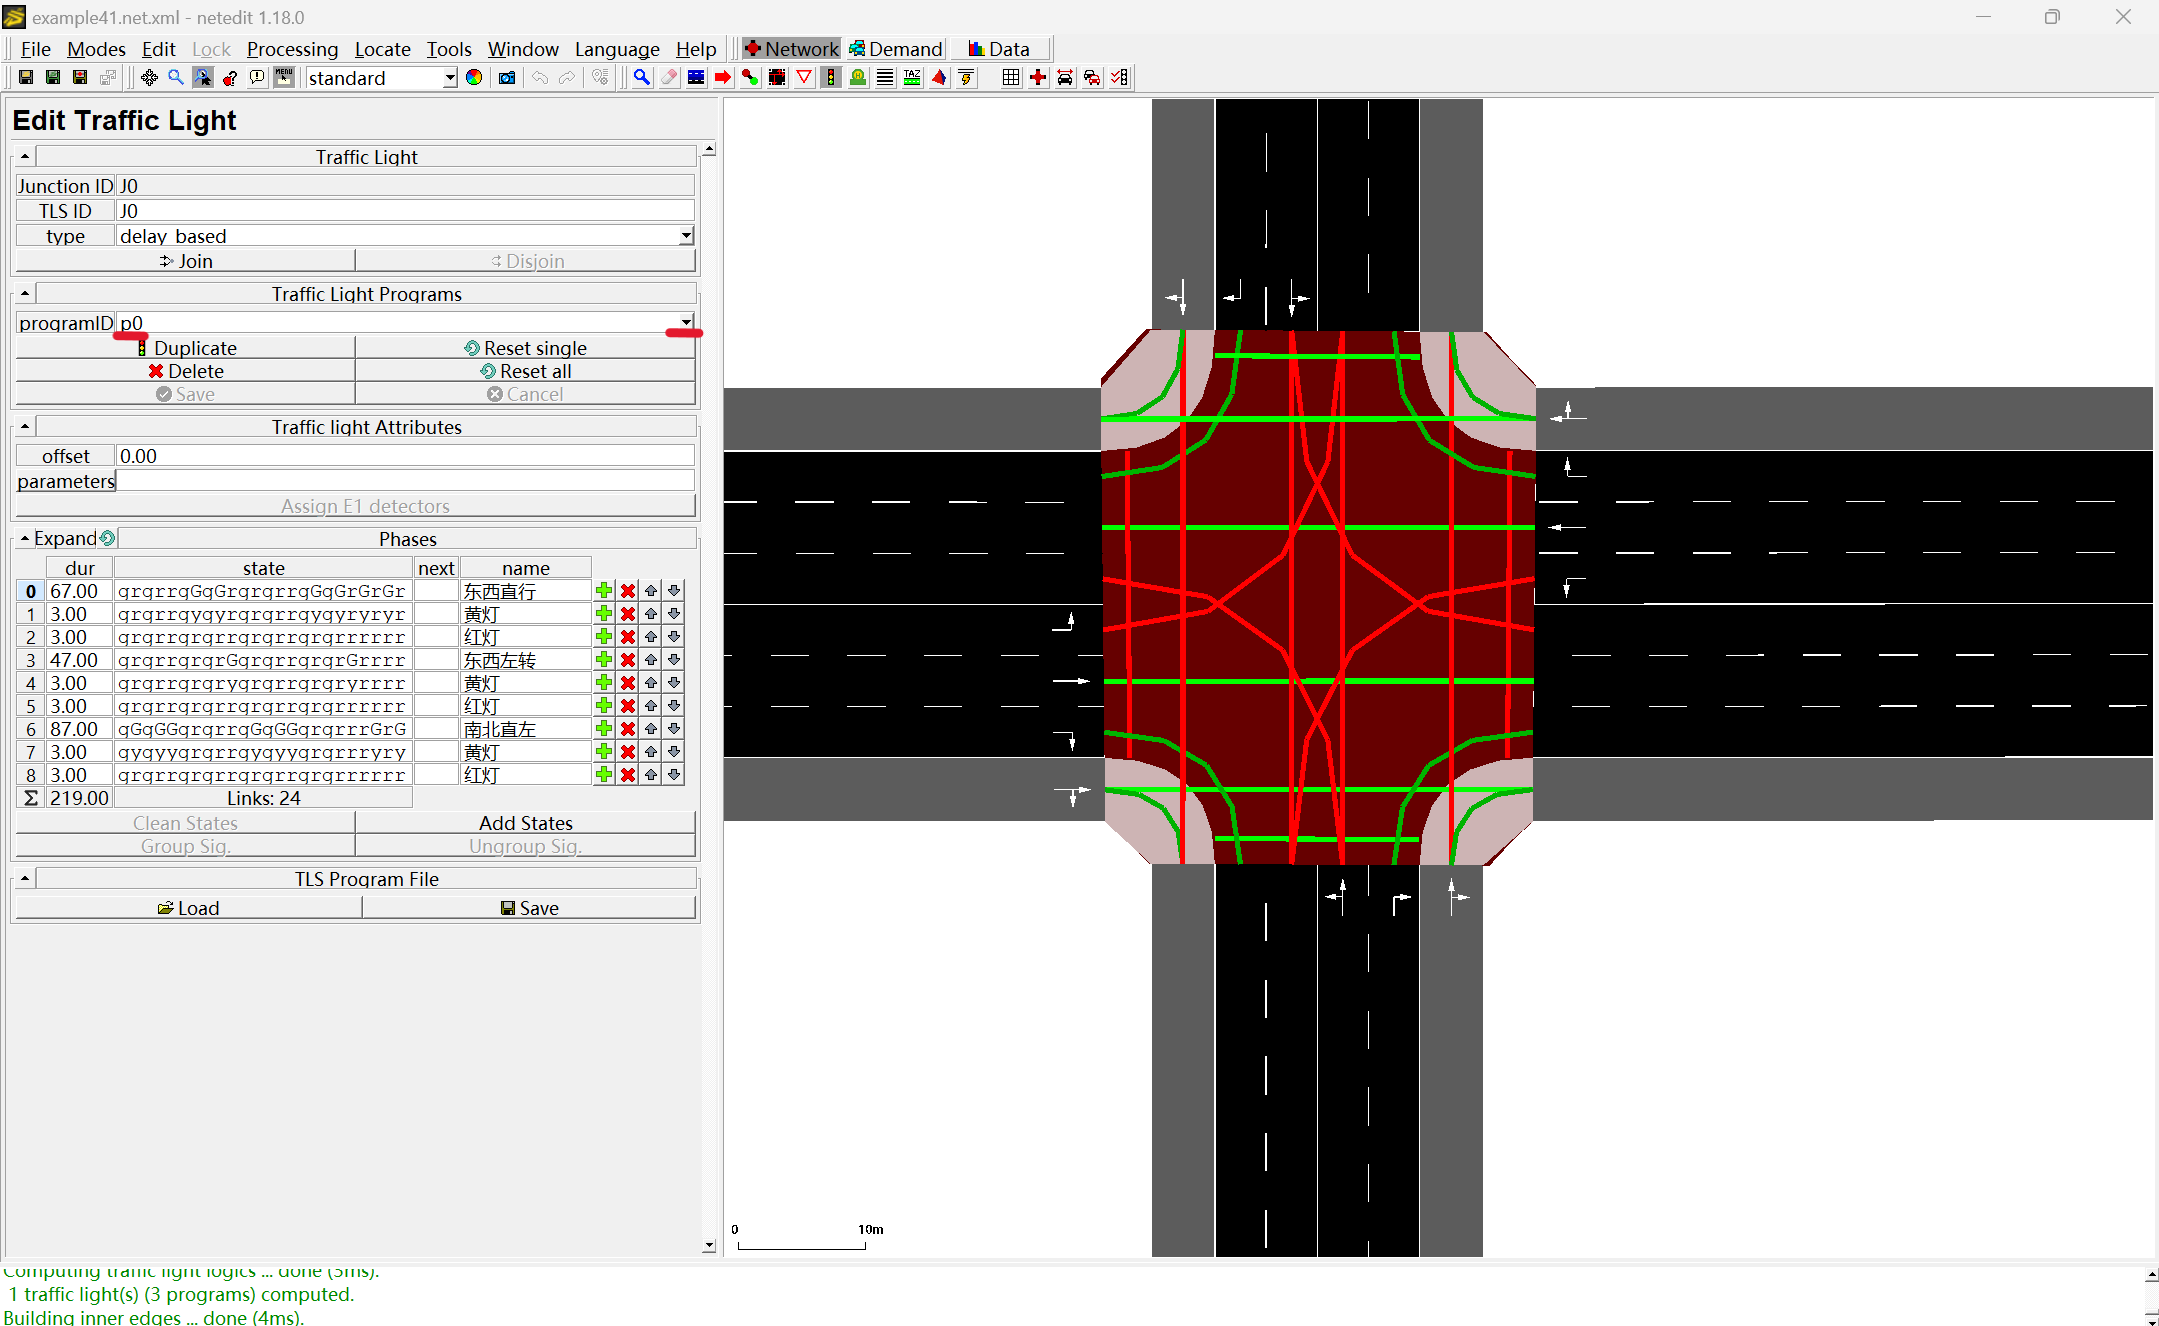 example41.net.xml - netedit 1.18.0
File Modes Edit Lock Processing Locate Tools Window Language Help Network Demand Data
MENU standard TAZ
Edit Traffic Light
Traffic Light
Junction ID J0
TLS ID J0
type delay based
Join Disjoin
Traffic Light Programs
programID p0
Duplicate Reset single
Delete Reset all
Save Cancel
Traffic light Attributes
offset 0.00
parameters
Assign E1 detectors
Expand Phases
dur state next name
0 67.00 grgrrgGgGrgrgrrgGgGrGrGr 东西直行
1 3.00 grgrrgygyrgrgrrgygyryryr 黄灯
2 3.00 grgrrgrgrrgrgrrgrgrrrrrr 红灯
3 47.00 grgrrgrgrGgrgrrgrgrGrrrr 东西左转
4 3.00 grgrrgrgrygrgrrgrgryrrrr 黄灯
5 3.00 grgrrgrgrrgrgrrgrgrrrrrr 红灯
6 87.00 gGgGGgrgrrgGgGGgrgrrrGrG 南北直左
7 3.00 gygyygrgrrgygyygrgrrryry 黄灯
8 3.00 grgrrgrgrrgrgrrgrgrrrrrr 红灯
Σ 219.00 Links: 24
Clean States Add States
Group Sig. Ungroup Sig.
TLS Program File
Load Save
0 10m
Computing traffic light logics ... done (5ms).
1 traffic light(s) (3 programs) computed.
Building inner edges ... done (4ms).